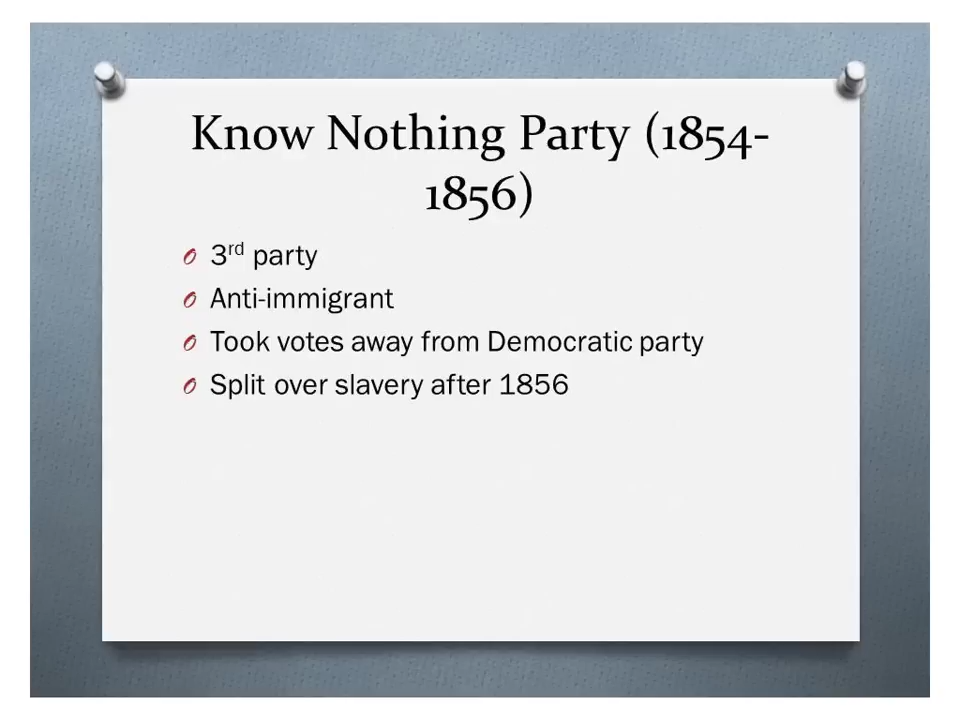 Know Nothing Party (1854-
1856)
3rd party
Anti-immigrant
Took votes away from Democratic party
Split over slavery after 1856